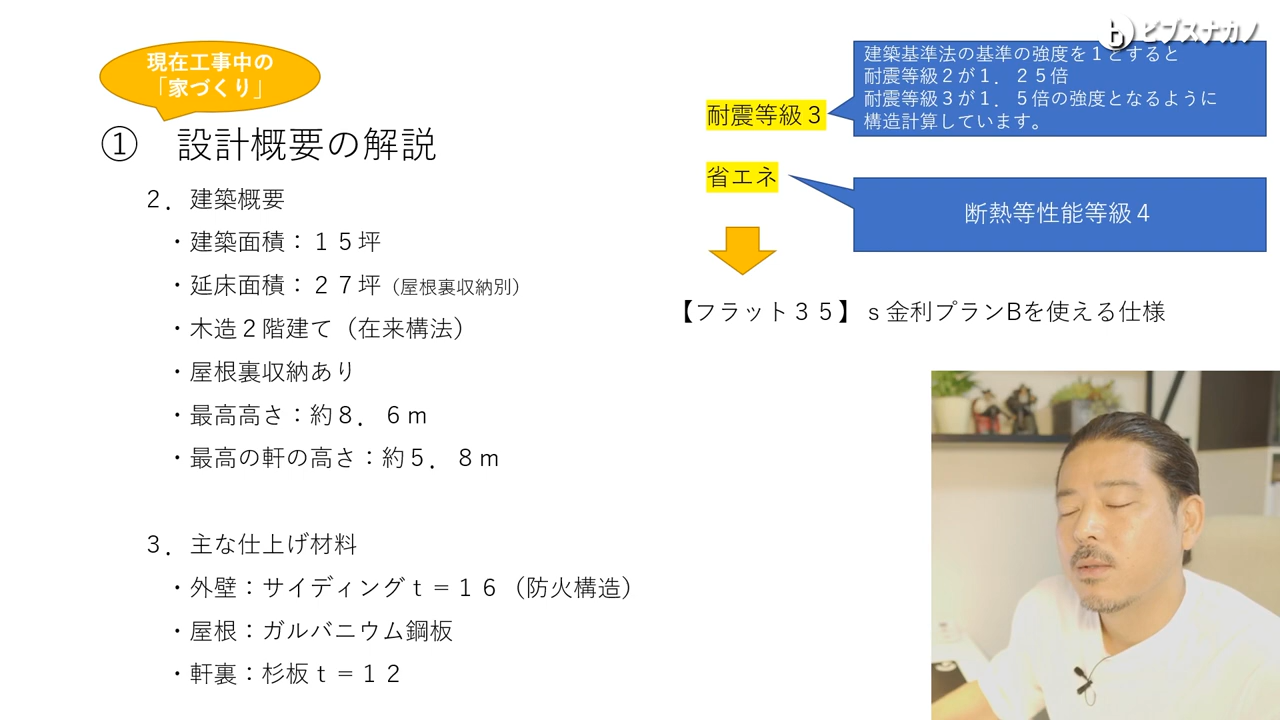 ビブスナカノ
現在工事中の
「家づくり」
①　設計概要の解説
２．建築概要
・建築面積：１５坪
・延床面積：２７坪（屋根裏収納別）
・木造２階建て（在来構法）
・屋根裏収納あり
・最高高さ：約８．６ｍ
・最高の軒の高さ：約５．８ｍ
３．主な仕上げ材料
・外壁：サイディングｔ＝１６（防火構造）
・屋根：ガルバニウム鋼板
・軒裏：杉板ｔ＝１２
耐震等級３
建築基準法の基準の強度を１とすると
耐震等級２が１．２５倍
耐震等級３が１．５倍の強度となるように
構造計算しています。
省エネ
断熱等性能等級４
【フラット３５】ｓ金利プランBを使える仕様